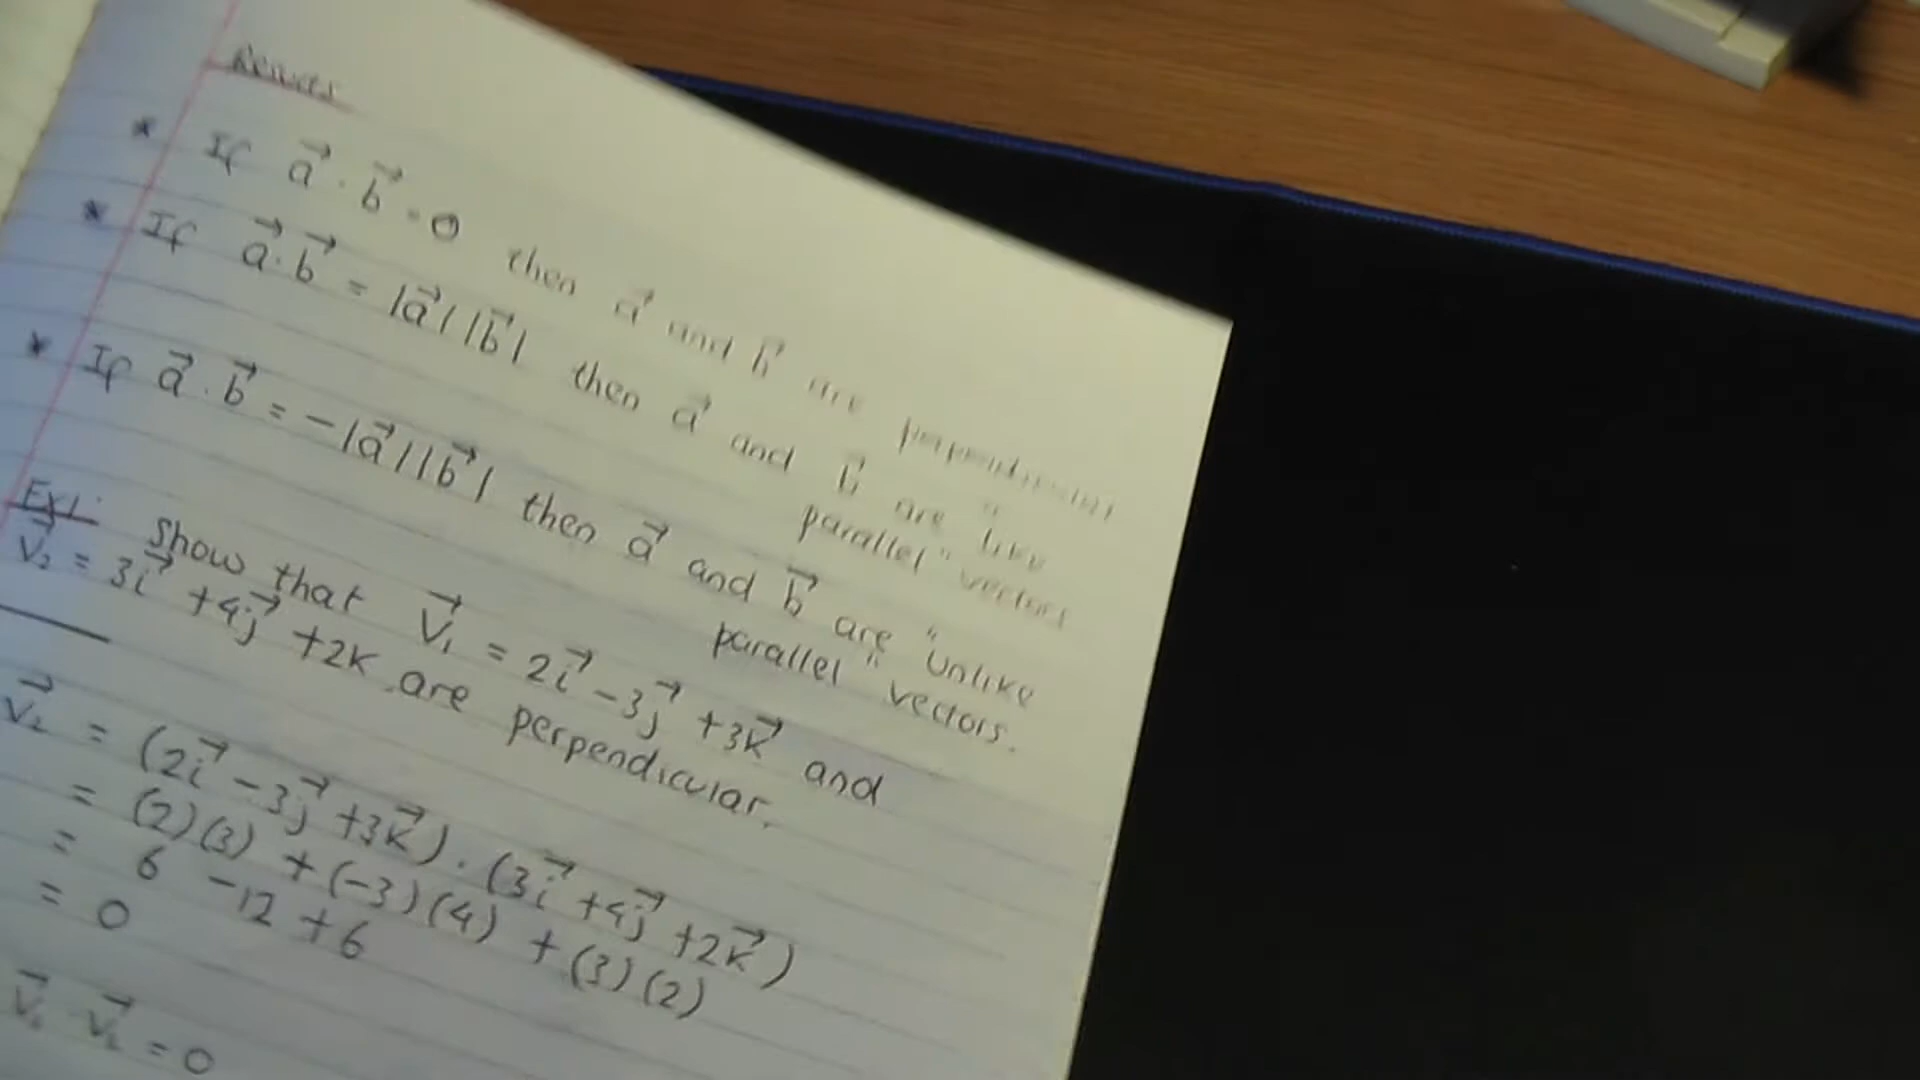 Results
* If a⃗ . b⃗ = 0 then a⃗ and b⃗ are perpendicular
* If a⃗ . b⃗ = |a⃗| |b⃗| then a⃗ and b⃗ are "like
parallel" vectors
* If a⃗ . b⃗ = -|a⃗| |b⃗| then a⃗ and b⃗ are "unlike
parallel" vectors.
Ex1: Show that V⃗₁ = 2i⃗ - 3j⃗ + 3k⃗ and
V⃗₂ = 3i⃗ + 4j⃗ + 2k are perpendicular.
V⃗₂ = (2i⃗ - 3j⃗ + 3k⃗) . (3i⃗ + 4j⃗ + 2k⃗)
= (2)(3) + (-3)(4) + (3)(2)
= 6 - 12 + 6
= 0
V⃗₁ . V⃗₂ = 0